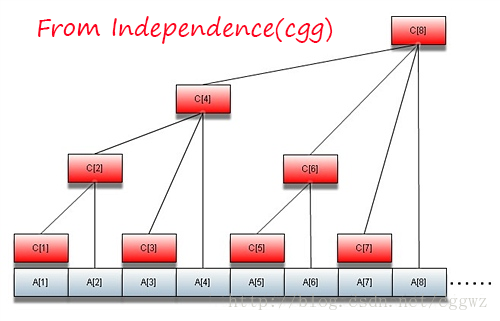 From Independence(cgg)
C[8]
C[4]
C[2]
C[6]
C[1]
C[3]
C[5]
C[7]
A[1] A[2] A[3] A[4] A[5] A[6] A[7] A[8] ......
http://blog.csdn.net/cggwz